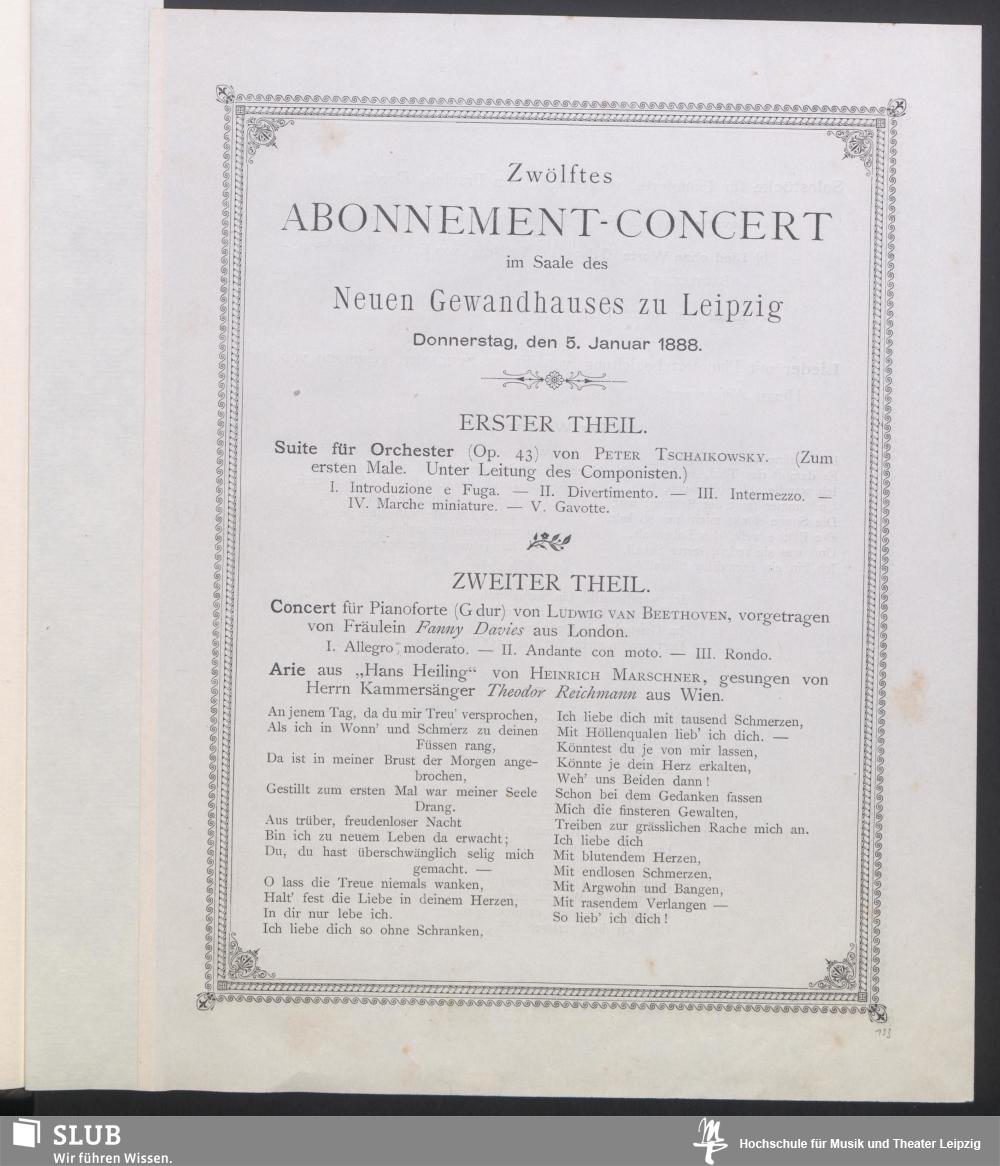 Zwölftes
ABONNEMENT-CONCERT
im Saale des
Neuen Gewandhauses zu Leipzig
Donnerstag, den 5. Januar 1888.
ERSTER THEIL.
Suite für Orchester (Op. 43) von PETER TSCHAIKOWSKY. (Zum
ersten Male. Unter Leitung des Componisten.)
I. Introduzione e Fuga. — II. Divertimento. — III. Intermezzo. —
IV. Marche miniature. — V. Gavotte.
ZWEITER THEIL.
Concert für Pianoforte (G dur) von LUDWIG VAN BEETHOVEN, vorgetragen
von Fräulein Fanny Davies aus London.
I. Allegro moderato. — II. Andante con moto. — III. Rondo.
Arie aus „Hans Heiling“ von HEINRICH MARSCHNER, gesungen von
Herrn Kammersänger Theodor Reichmann aus Wien.
An jenem Tag, da du mir Treu' versprochen,
Als ich in Wonn' und Schmerz zu deinen
Füssen rang,
Da ist in meiner Brust der Morgen ange-
brochen,
Gestillt zum ersten Mal war meiner Seele
Drang.
Aus trüber, freudenloser Nacht
Bin ich zu neuem Leben da erwacht;
Du, du hast überschwänglich selig mich
gemacht. —
O lass die Treue niemals wanken,
Halt' fest die Liebe in deinem Herzen,
In dir nur lebe ich.
Ich liebe dich so ohne Schranken,
Ich liebe dich mit tausend Schmerzen,
Mit Höllenqualen lieb' ich dich. —
Könntest du je von mir lassen,
Könnte je dein Herz erkalten,
Weh' uns Beiden dann!
Schon bei dem Gedanken fassen
Mich die finsteren Gewalten,
Treiben zur grässlichen Rache mich an.
Ich liebe dich
Mit blutendem Herzen,
Mit endlosen Schmerzen,
Mit Argwohn und Bangen,
Mit rasendem Verlangen —
So lieb' ich dich!
133
SLUB
Wir führen Wissen.
Hochschule für Musik und Theater Leipzig